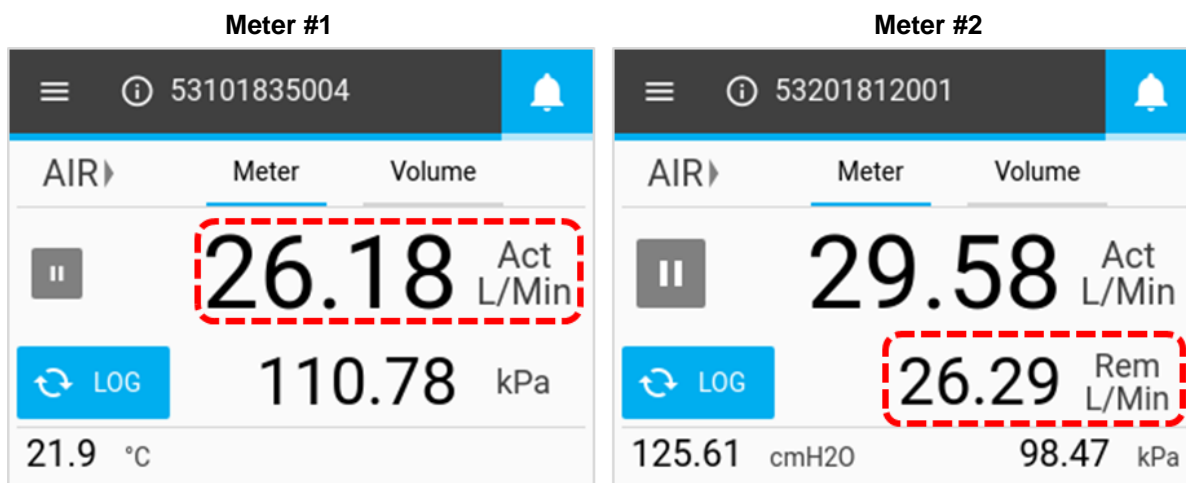 Meter #1
53101835004
AIR
Meter Volume
26.18 Act L/Min
LOG
110.78 kPa
21.9 °C
Meter #2
53201812001
AIR
Meter Volume
29.58 Act L/Min
LOG
26.29 Rem L/Min
125.61 cmH2O 98.47 kPa